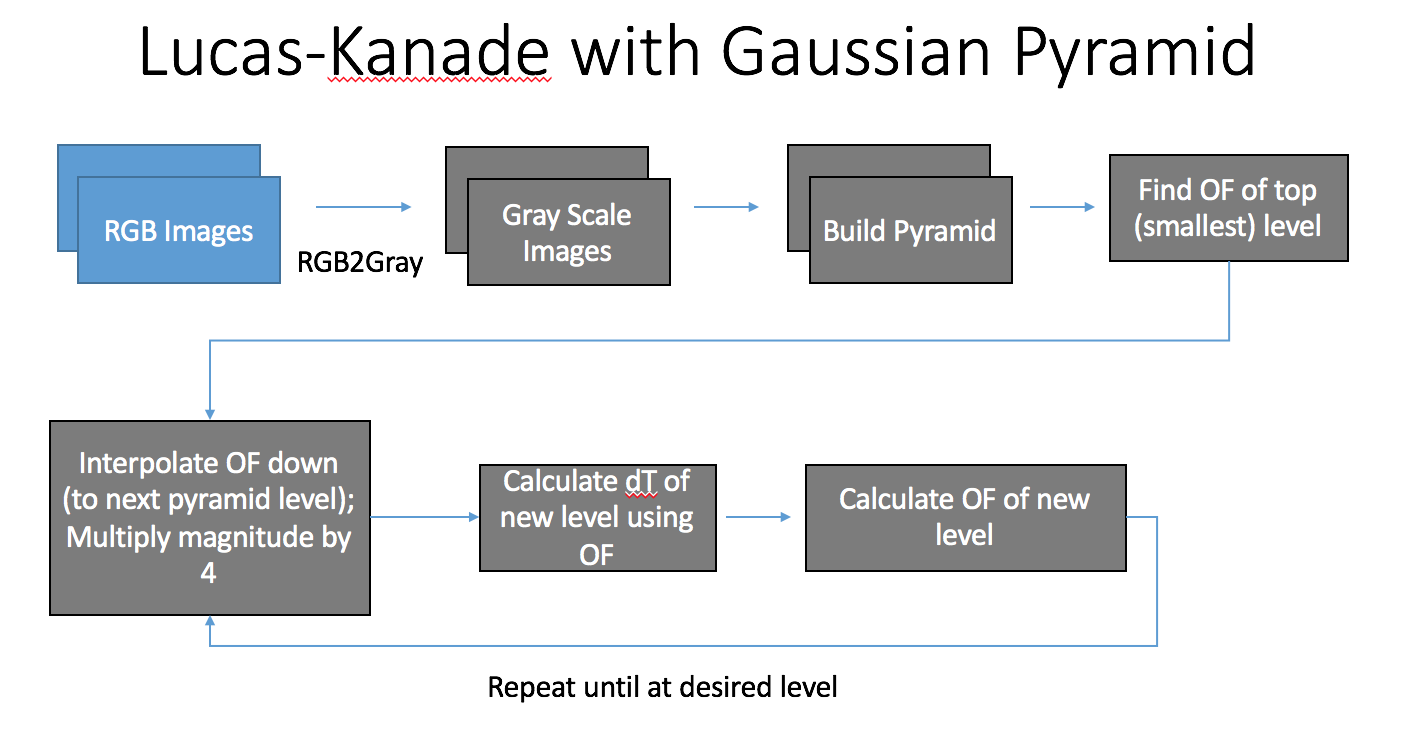 Lucas-Kanade with Gaussian Pyramid
RGB Images
RGB2Gray
Gray Scale
Images
Build Pyramid
Find OF of top
(smallest) level
Interpolate OF down
(to next pyramid level);
Multiply magnitude by
4
Calculate dT of
new level using
OF
Calculate OF of new
level
Repeat until at desired level